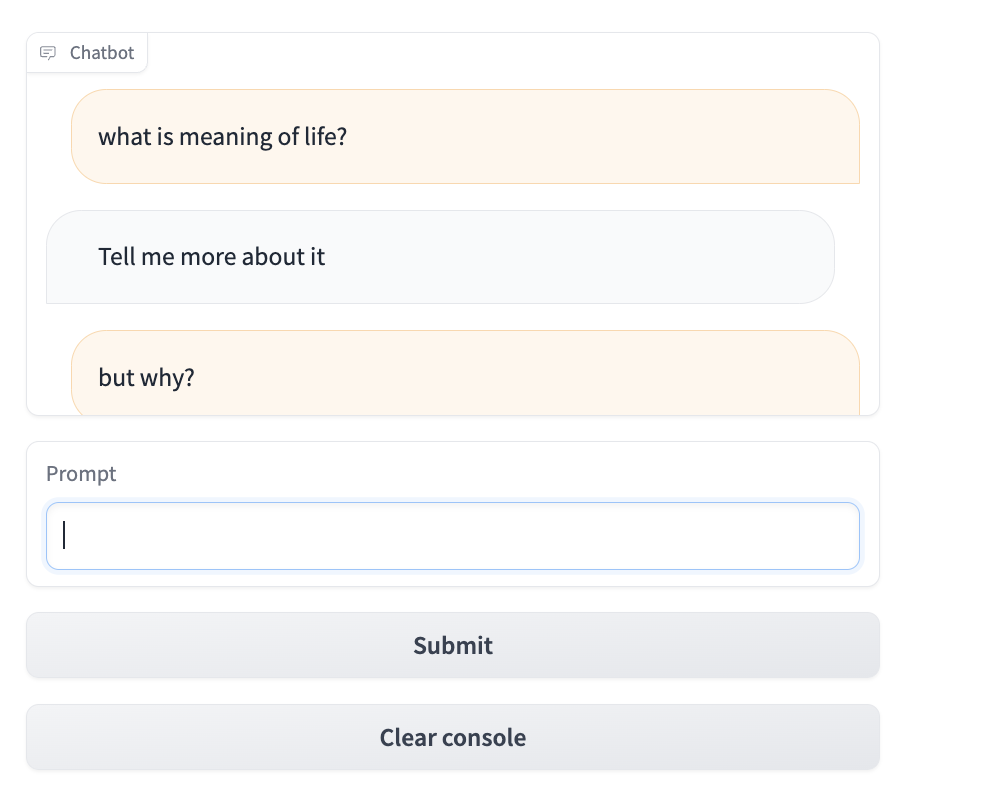 Chatbot
what is meaning of life?
Tell me more about it
but why?
Prompt
Submit
Clear console